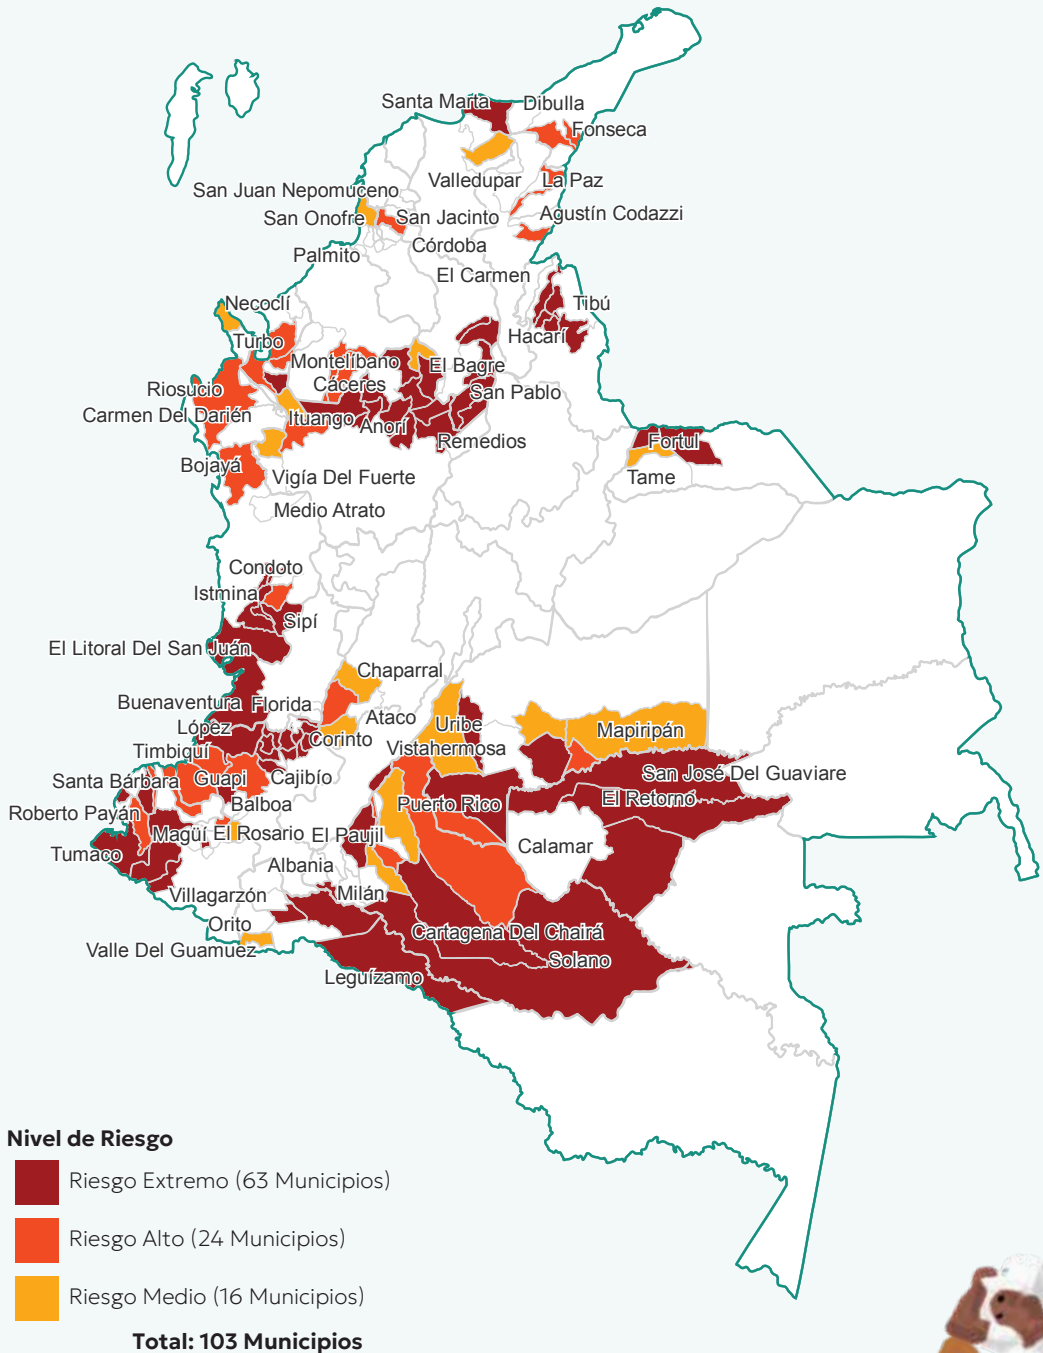 Santa Marta
Dibulla
Fonseca
Valledupar
La Paz
San Juan Nepomuceno
San Onofre
San Jacinto
Agustín Codazzi
Córdoba
Palmito
El Carmen
Necoclí
Tibú
Turbo
Hacarí
Montelíbano
El Bagre
Riosucio
Cáceres
San Pablo
Carmen Del Darién
Ituango
Anorí
Remedios
Fortul
Bojayá
Vigía Del Fuerte
Tame
Medio Atrato
Condoto
Istmina
Sipí
El Litoral Del San Juán
Chaparral
Buenaventura
Florida
Ataco
Uribe
López
Corinto
Mapiripán
Timbiquí
Vistahermosa
Santa Bárbara
Guapi
Cajibío
San José Del Guaviare
Roberto Payán
Balboa
Puerto Rico
El Retorno
Magüí
El Rosario
El Paujil
Calamar
Tumaco
Albania
Villagarzón
Milán
Orito
Cartagena Del Chairá
Valle Del Guamuez
Solano
Leguízamo
Nivel de Riesgo
Riesgo Extremo (63 Municipios)
Riesgo Alto (24 Municipios)
Riesgo Medio (16 Municipios)
Total: 103 Municipios